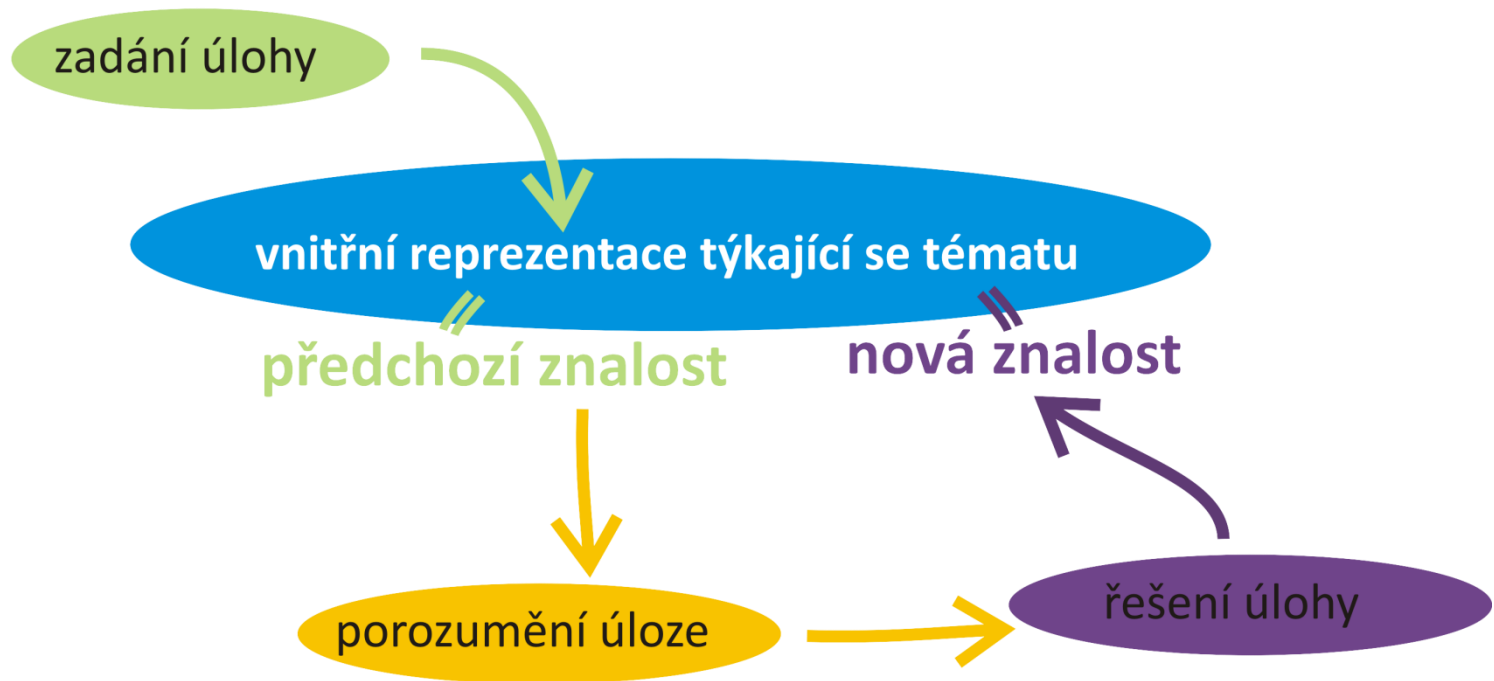 zadání úlohy
vnitřní reprezentace týkající se tématu
předchozí znalost
nová znalost
porozumění úloze
řešení úlohy